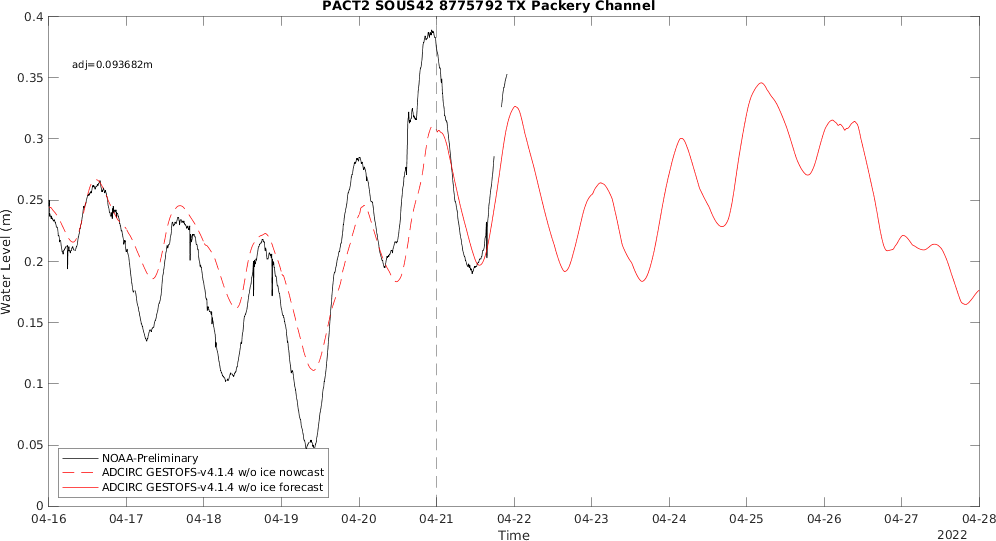 PACT2 SOUS42 8775792 TX Packery Channel
adj=0.093682m
Water Level (m)
0.4
0.35
0.3
0.25
0.2
0.15
0.1
0.05
0
NOAA-Preliminary
ADCIRC GESTOFS-v4.1.4 w/o ice nowcast
ADCIRC GESTOFS-v4.1.4 w/o ice forecast
04-16 04-17 04-18 04-19 04-20 04-21 04-22 04-23 04-24 04-25 04-26 04-27 04-28
Time
2022